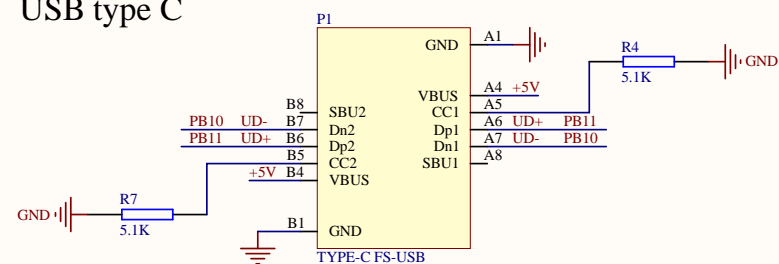 USB type C
P1
GND A1
R4
GND
5.1K
VBUS A4 +5V
B8 SBU2
CC1 A5
PB10 UD- B7 Dn2
Dp1 A6 UD+ PB11
PB11 UD+ B6 Dp2
Dn1 A7 UD- PB10
B5 CC2
SBU1 A8
+5V B4 VBUS
R7
GND
5.1K
B1 GND
TYPE-C FS-USB